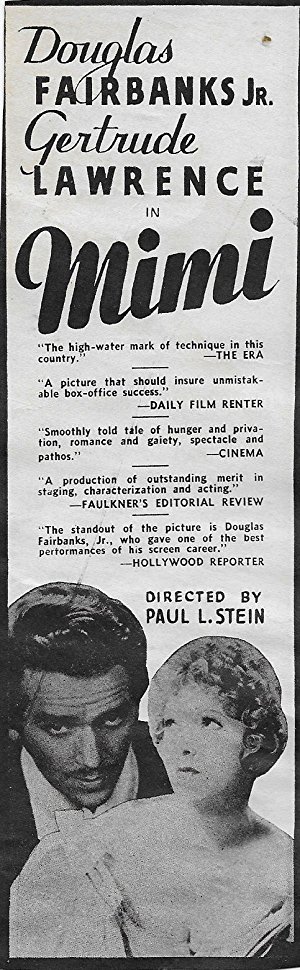 Douglas
FAIRBANKS JR.
Gertrude
LAWRENCE
IN
Mimi
"The high-water mark of technique in this
country." —THE ERA
"A picture that should insure unmistak-
able box-office success."
—DAILY FILM RENTER
"Smoothly told tale of hunger and priva-
tion, romance and gaiety, spectacle and
pathos." —CINEMA
"A production of outstanding merit in
staging, characterization and acting."
—FAULKNER'S EDITORIAL REVIEW
"The standout of the picture is Douglas
Fairbanks, Jr., who gave one of the best
performances of his screen career."
—HOLLYWOOD REPORTER
DIRECTED BY
PAUL L. STEIN